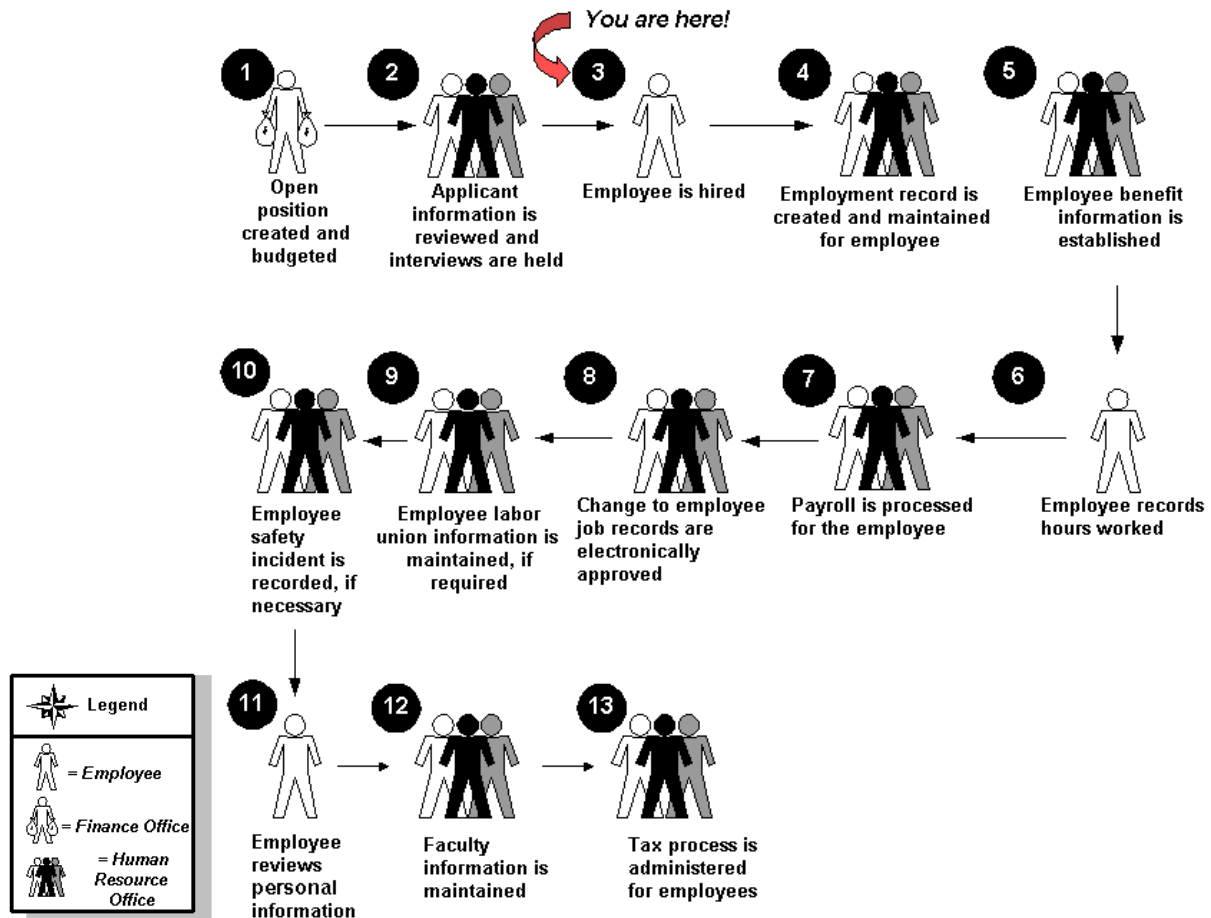 You are here!
1
Open
position
created and
budgeted
2
Applicant
information is
reviewed and
interviews are held
3
Employee is hired
4
Employment record is
created and maintained
for employee
5
Employee benefit
information is
established
6
Employee records
hours worked
7
Payroll is processed
for the employee
8
Change to employee
job records are
electronically
approved
9
Employee labor
union information is
maintained, if
required
10
Employee
safety
incident is
recorded, if
necessary
11
Employee
reviews
personal
information
12
Faculty
information is
maintained
13
Tax process is
administered
for employees
Legend
= Employee
= Finance Office
= Human
Resource
Office